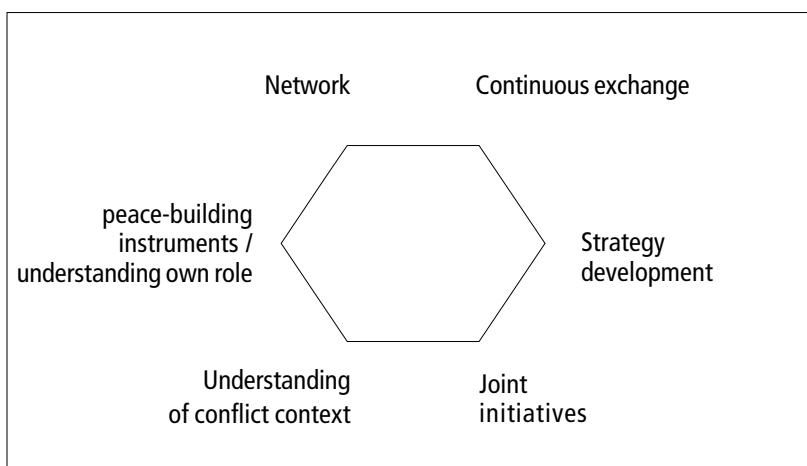 Network
Continuous exchange
peace-building
instruments /
understanding own role
Strategy
development
Understanding
of conflict context
Joint
initiatives